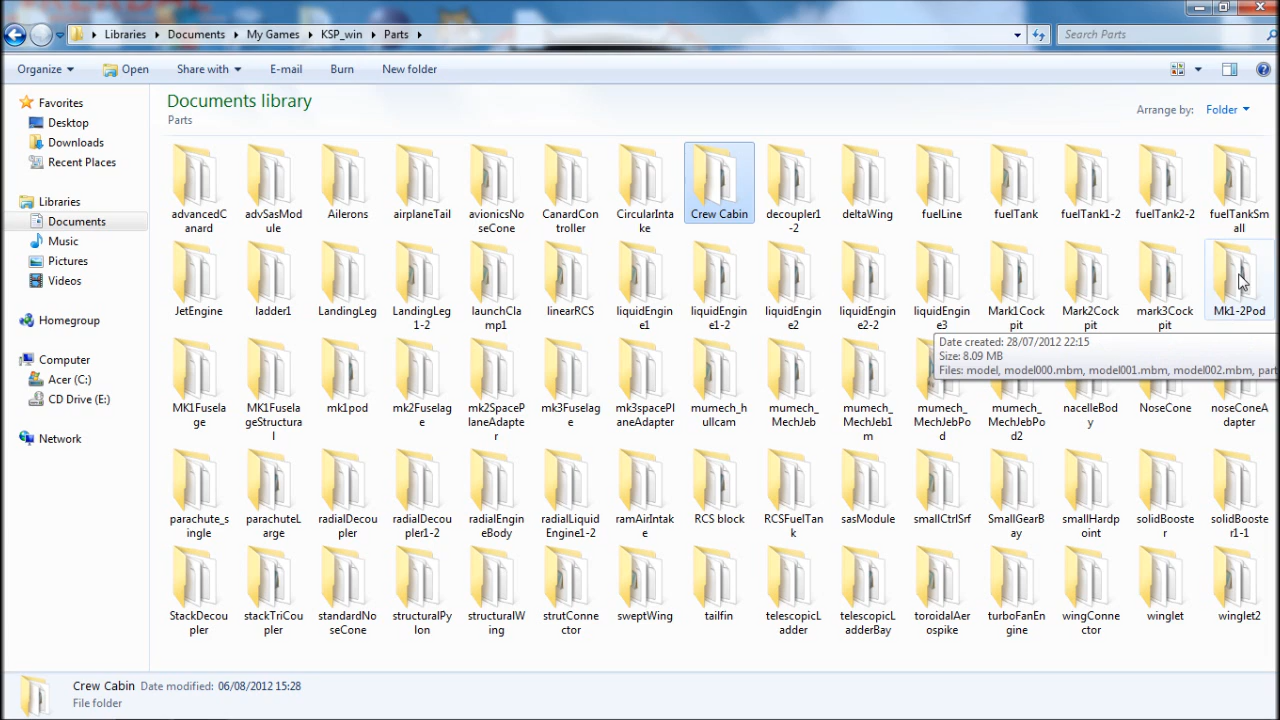 Libraries Documents My Games KSP_win Parts Search Parts
Organize Open Share with E-mail Burn New folder
Documents library
Parts
Arrange by: Folder
Favorites
Desktop
Downloads
Recent Places
Libraries
Documents
Music
Pictures
Videos
Homegroup
Computer
Acer (C:)
CD Drive (E:)
Network
advancedC advSasMod Ailerons airplaneTail avionicsNo CanardCon CircularInta Crew Cabin decoupler1 deltaWing fuelLine fuelTank fuelTank1-2 fuelTank2-2 fuelTankSm
anard ule seCone troller ke -2 all
JetEngine ladder1 LandingLeg LandingLeg launchCla linearRCS liquidEngin liquidEngin liquidEngin liquidEngin liquidEngin Mark1Cock Mark2Cock mark3Cock Mk1-2Pod
1-2 mp1 e1 e1-2 e2 e2-2 e3 pit pit pit
Date created: 28/07/2012 22:15
Size: 8.09 MB
Files: model, model000.mbm, model001.mbm, model002.mbm, part
MK1Fusela MK1Fusela mk1pod mk2Fuselag mk2SpaceP mk3Fuselag mk3spacePl mumech_h mumech_ mumech_ mumech_ mumech_ nacelleBod NoseCone noseConeA
ge geStructura e laneAdapte e aneAdapter ullcam MechJeb MechJeb1 MechJebPo MechJebPo y dapter
l r m d d2
parachute_s parachuteL radialDecou radialDecou radialEngin radialLiquid ramAirIntak RCS block RCSFuelTan sasModule smallCtrlSrf SmallGearB smallHardp solidBooste solidBooste
ingle arge pler pler1-2 eBody Engine1-2 e k ay oint r r1-1
StackDecou stackTriCou standardNo structuralPy structuralW strutConne sweptWing tailfin telescopicL telescopicL toroidalAer turboFanEn wingConne winglet winglet2
pler pler seCone lon ing ctor adder adderBay ospike gine ctor
Crew Cabin Date modified: 06/08/2012 15:28
File folder